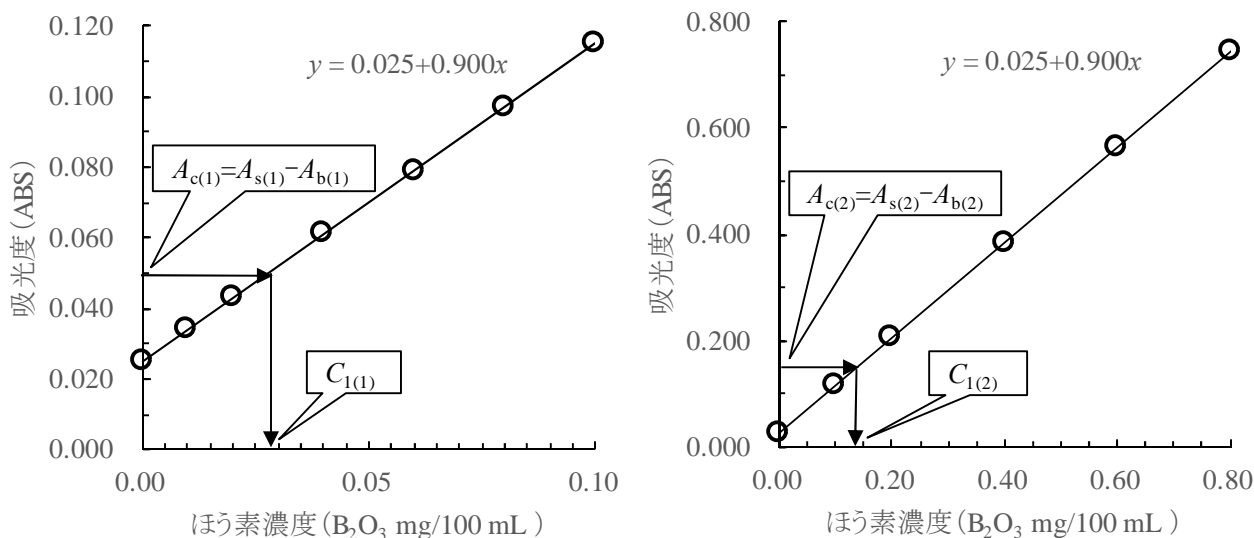 0.120
0.100
0.080
0.060
0.040
0.020
0.000
吸光度(ABS)
y = 0.025+0.900x
A_c(1)=A_s(1)−A_b(1)
C_1(1)
0.00 0.05 0.10
ほう素濃度(B₂O₃ mg/100 mL )
0.800
0.600
0.400
0.200
0.000
吸光度(ABS)
y = 0.025+0.900x
A_c(2)=A_s(2)−A_b(2)
C_1(2)
0.00 0.20 0.40 0.60 0.80
ほう素濃度(B₂O₃ mg/100 mL )